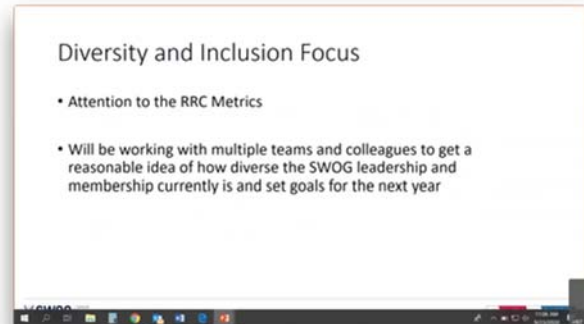 Diversity and Inclusion Focus
• Attention to the RRC Metrics
• Will be working with multiple teams and colleagues to get a
reasonable idea of how diverse the SWOG leadership and
membership currently is and set goals for the next year